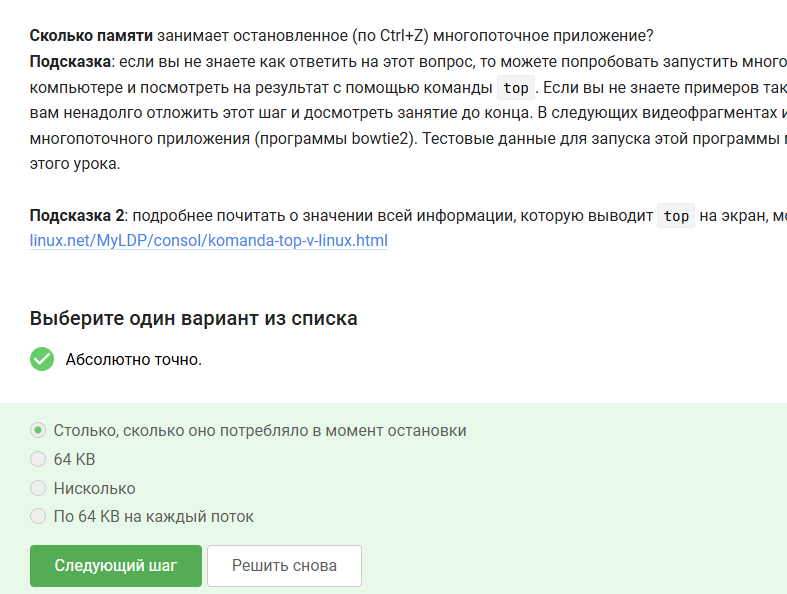 Сколько памяти занимает остановленное (по Ctrl+Z) многопоточное приложение?
Подсказка: если вы не знаете как ответить на этот вопрос, то можете попробовать запустить много
компьютере и посмотреть на результат с помощью команды top . Если вы не знаете примеров так
вам ненадолго отложить этот шаг и досмотреть занятие до конца. В следующих видеофрагментах и
многопоточного приложения (программы bowtie2). Тестовые данные для запуска этой программы
этого урока.
Подсказка 2: подробнее почитать о значении всей информации, которую выводит top на экран, мо
linux.net/MyLDP/consol/komanda-top-v-linux.html
Выберите один вариант из списка
Абсолютно точно.
Столько, сколько оно потребляло в момент остановки
64 KB
Нисколько
По 64 KB на каждый поток
Следующий шаг Решить снова